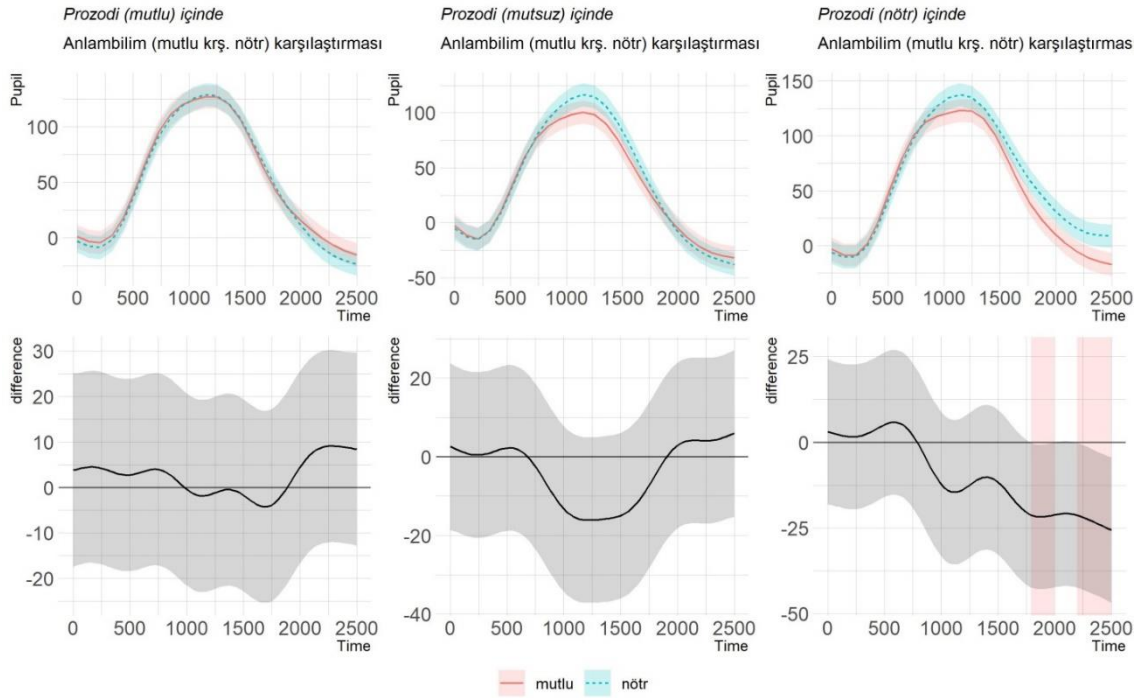 Prozodi (mutlu) içinde
Anlambilim (mutlu krş. nötr) karşılaştırması
Pupil
100
50
0
0 500 1000 1500 2000 2500
Time
Prozodi (mutsuz) içinde
Anlambilim (mutlu krş. nötr) karşılaştırması
Pupil
100
50
0
-50
0 500 1000 1500 2000 2500
Time
Prozodi (nötr) içinde
Anlambilim (mutlu krş. nötr) karşılaştırması
Pupil
150
100
50
0
0 500 1000 1500 2000 2500
Time
difference
30
20
10
0
-10
-20
0 500 1000 1500 2000 2500
Time
difference
20
0
-20
-40
0 500 1000 1500 2000 2500
Time
difference
25
0
-25
-50
0 500 1000 1500 2000 2500
Time
mutlu nötr